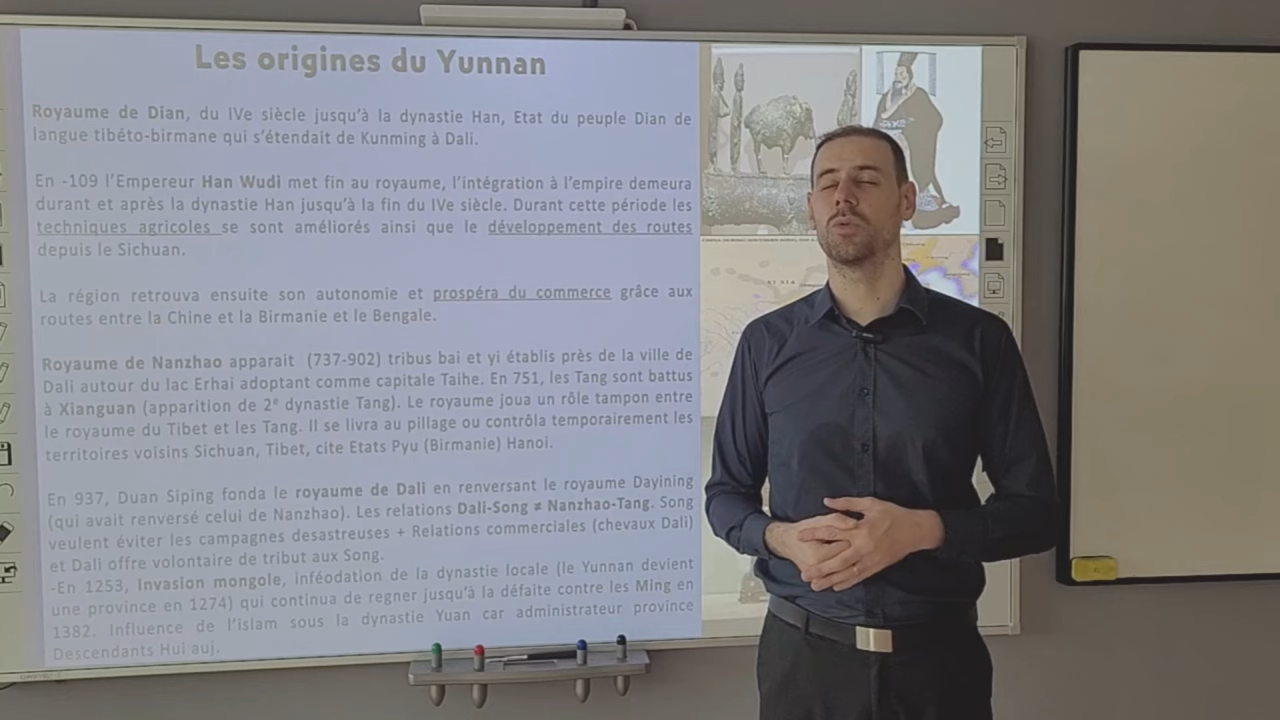 Les origines du Yunnan
Royaume de Dian, du IVe siècle jusqu'à la dynastie Han, Etat du peuple Dian de
langue tibéto-birmane qui s'étendait de Kunming à Dali.
En -109 l'Empereur Han Wudi met fin au royaume, l'intégration à l'empire demeura
durant et après la dynastie Han jusqu'à la fin du IVe siècle. Durant cette période les
techniques agricoles se sont améliorés ainsi que le développement des routes
depuis le Sichuan.
La région retrouva ensuite son autonomie et prospéra du commerce grâce aux
routes entre la Chine et la Birmanie et le Bengale.
Royaume de Nanzhao apparait (737-902) tribus bai et yi établis près de la ville de
Dali autour du lac Erhai adoptant comme capitale Taihe. En 751, les Tang sont battus
à Xianguan (apparition de 2e dynastie Tang). Le royaume joua un rôle tampon entre
le royaume du Tibet et les Tang. Il se livra au pillage ou contrôla temporairement les
territoires voisins Sichuan, Tibet, cite Etats Pyu (Birmanie) Hanoi.
En 937, Duan Siping fonda le royaume de Dali en renversant le royaume Dayining
(qui avait renversé celui de Nanzhao). Les relations Dali-Song ≠ Nanzhao-Tang. Song
veulent éviter les campagnes desastreuses + Relations commerciales (chevaux Dali)
et Dali offre volontaire de tribut aux Song.
-En 1253, Invasion mongole, inféodation de la dynastie locale (le Yunnan devient
une province en 1274) qui continua de regner jusqu'à la défaite contre les Ming en
1382. Influence de l'islam sous la dynastie Yuan car administrateur province
Descendants Hui auj.